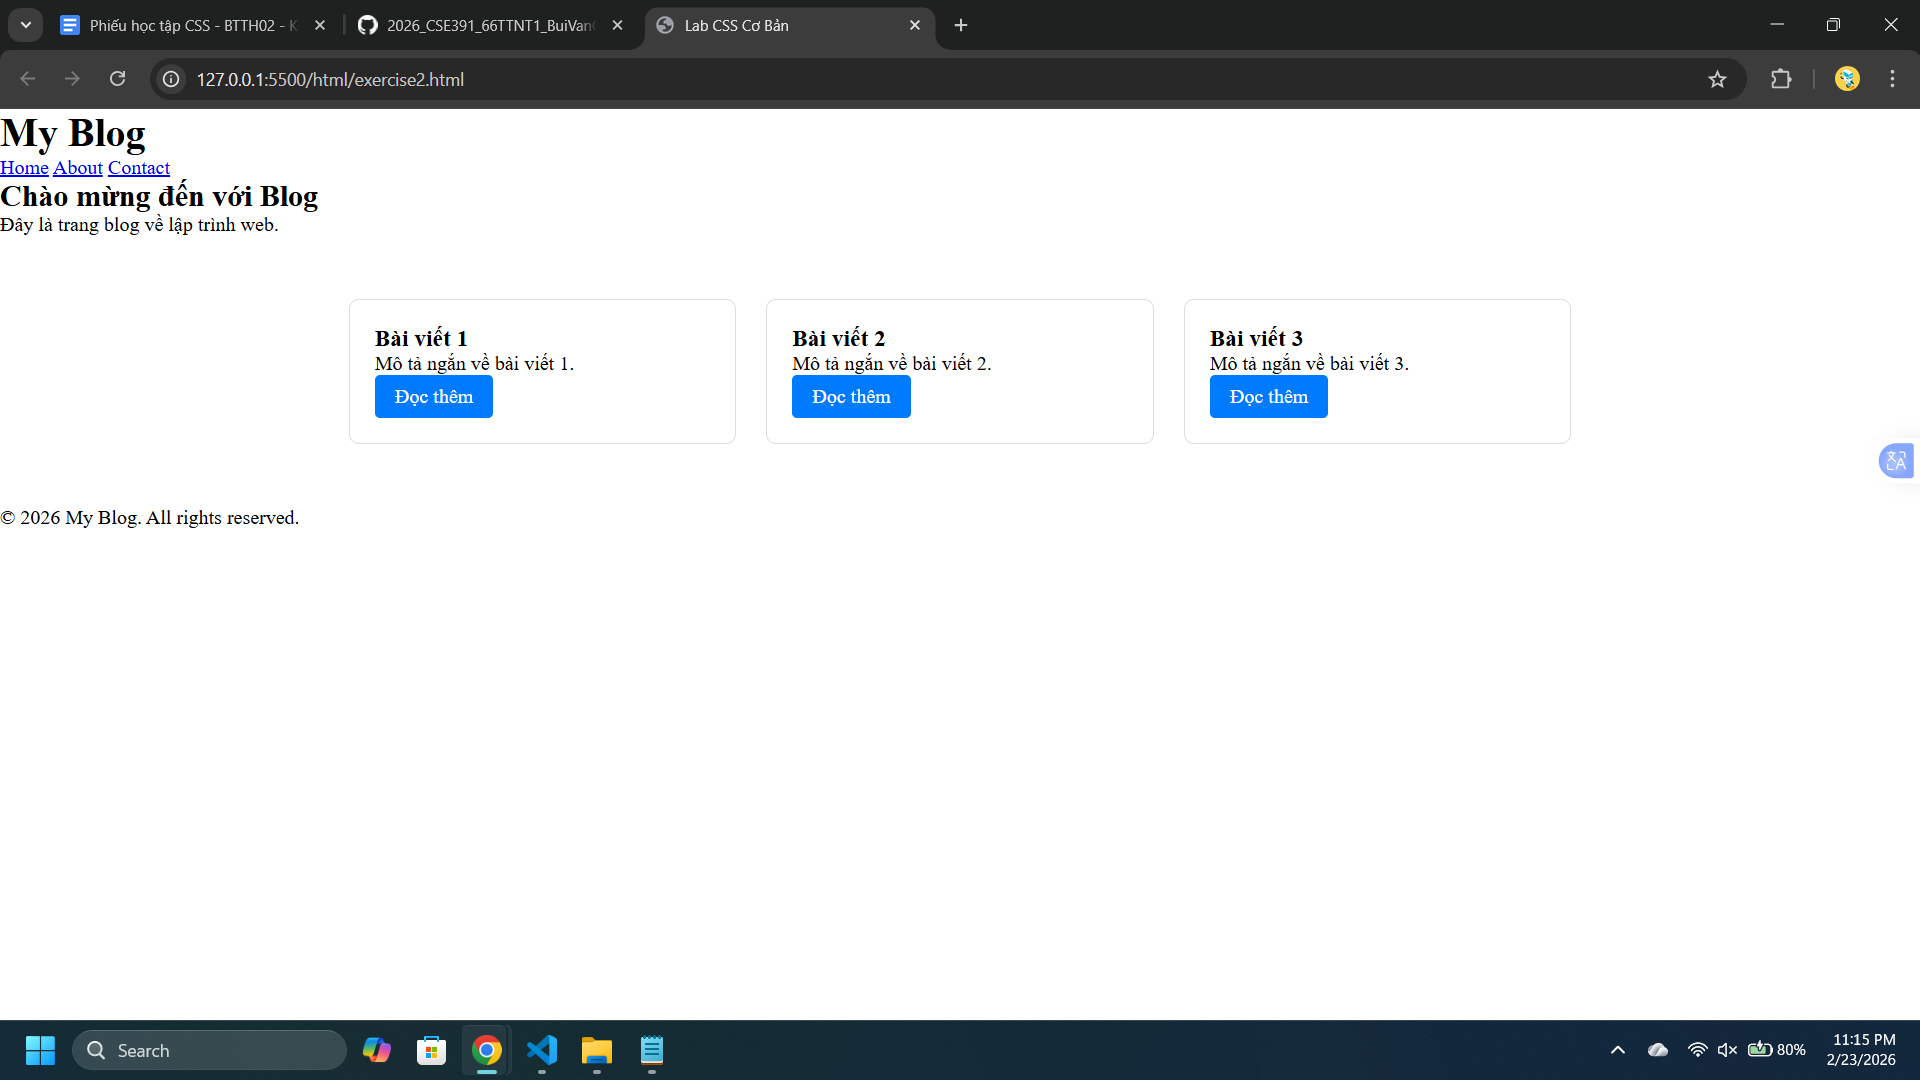 Phiếu học tập CSS - BTTH02 - K
2026_CSE391_66TTNT1_BuiVan
Lab CSS Cơ Bản
127.0.0.1:5500/html/exercise2.html
My Blog
Home About Contact
Chào mừng đến với Blog
Đây là trang blog về lập trình web.
Bài viết 1
Mô tả ngắn về bài viết 1.
Đọc thêm
Bài viết 2
Mô tả ngắn về bài viết 2.
Đọc thêm
Bài viết 3
Mô tả ngắn về bài viết 3.
Đọc thêm
© 2026 My Blog. All rights reserved.
Search
80%
11:15 PM
2/23/2026